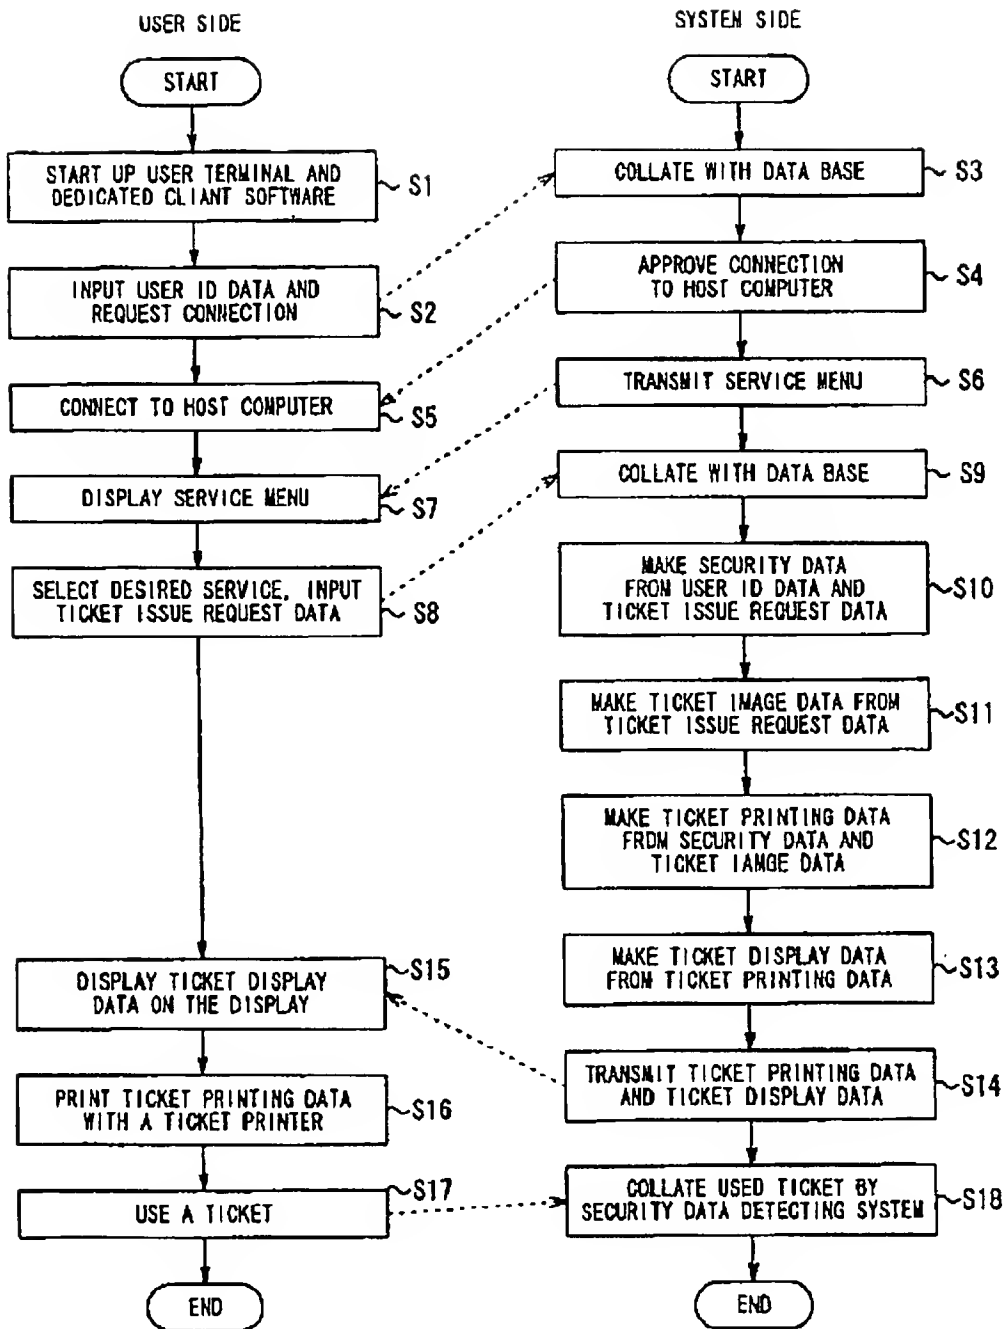 USER SIDE
START
START UP USER TERMINAL AND
DEDICATED CLIANT SOFTWARE
S1
INPUT USER ID DATA AND
REQUEST CONNECTION
S2
CONNECT TO HOST COMPUTER
S5
DISPLAY SERVICE MENU
S7
SELECT DESIRED SERVICE, INPUT
TICKET ISSUE REQUEST DATA
S8
DISPLAY TICKET DISPLAY
DATA ON THE DISPLAY
S15
PRINT TICKET PRINTING DATA
WITH A TICKET PRINTER
S16
USE A TICKET
S17
END
SYSTEM SIDE
START
COLLATE WITH DATA BASE
S3
APPROVE CONNECTION
TO HOST COMPUTER
S4
TRANSMIT SERVICE MENU
S6
COLLATE WITH DATA BASE
S9
MAKE SECURITY DATA
FROM USER ID DATA AND
TICKET ISSUE REQUEST DATA
S10
MAKE TICKET IMAGE DATA FROM
TICKET ISSUE REQUEST DATA
S11
MAKE TICKET PRINTING DATA
FROM SECURITY DATA AND
TICKET IAMGE DATA
S12
MAKE TICKET DISPLAY DATA
FROM TICKET PRINTING DATA
S13
TRANSMIT TICKET PRINTING DATA
AND TICKET DISPLAY DATA
S14
COLLATE USED TICKET BY
SECURITY DATA DETECTING SYSTEM
S18
END